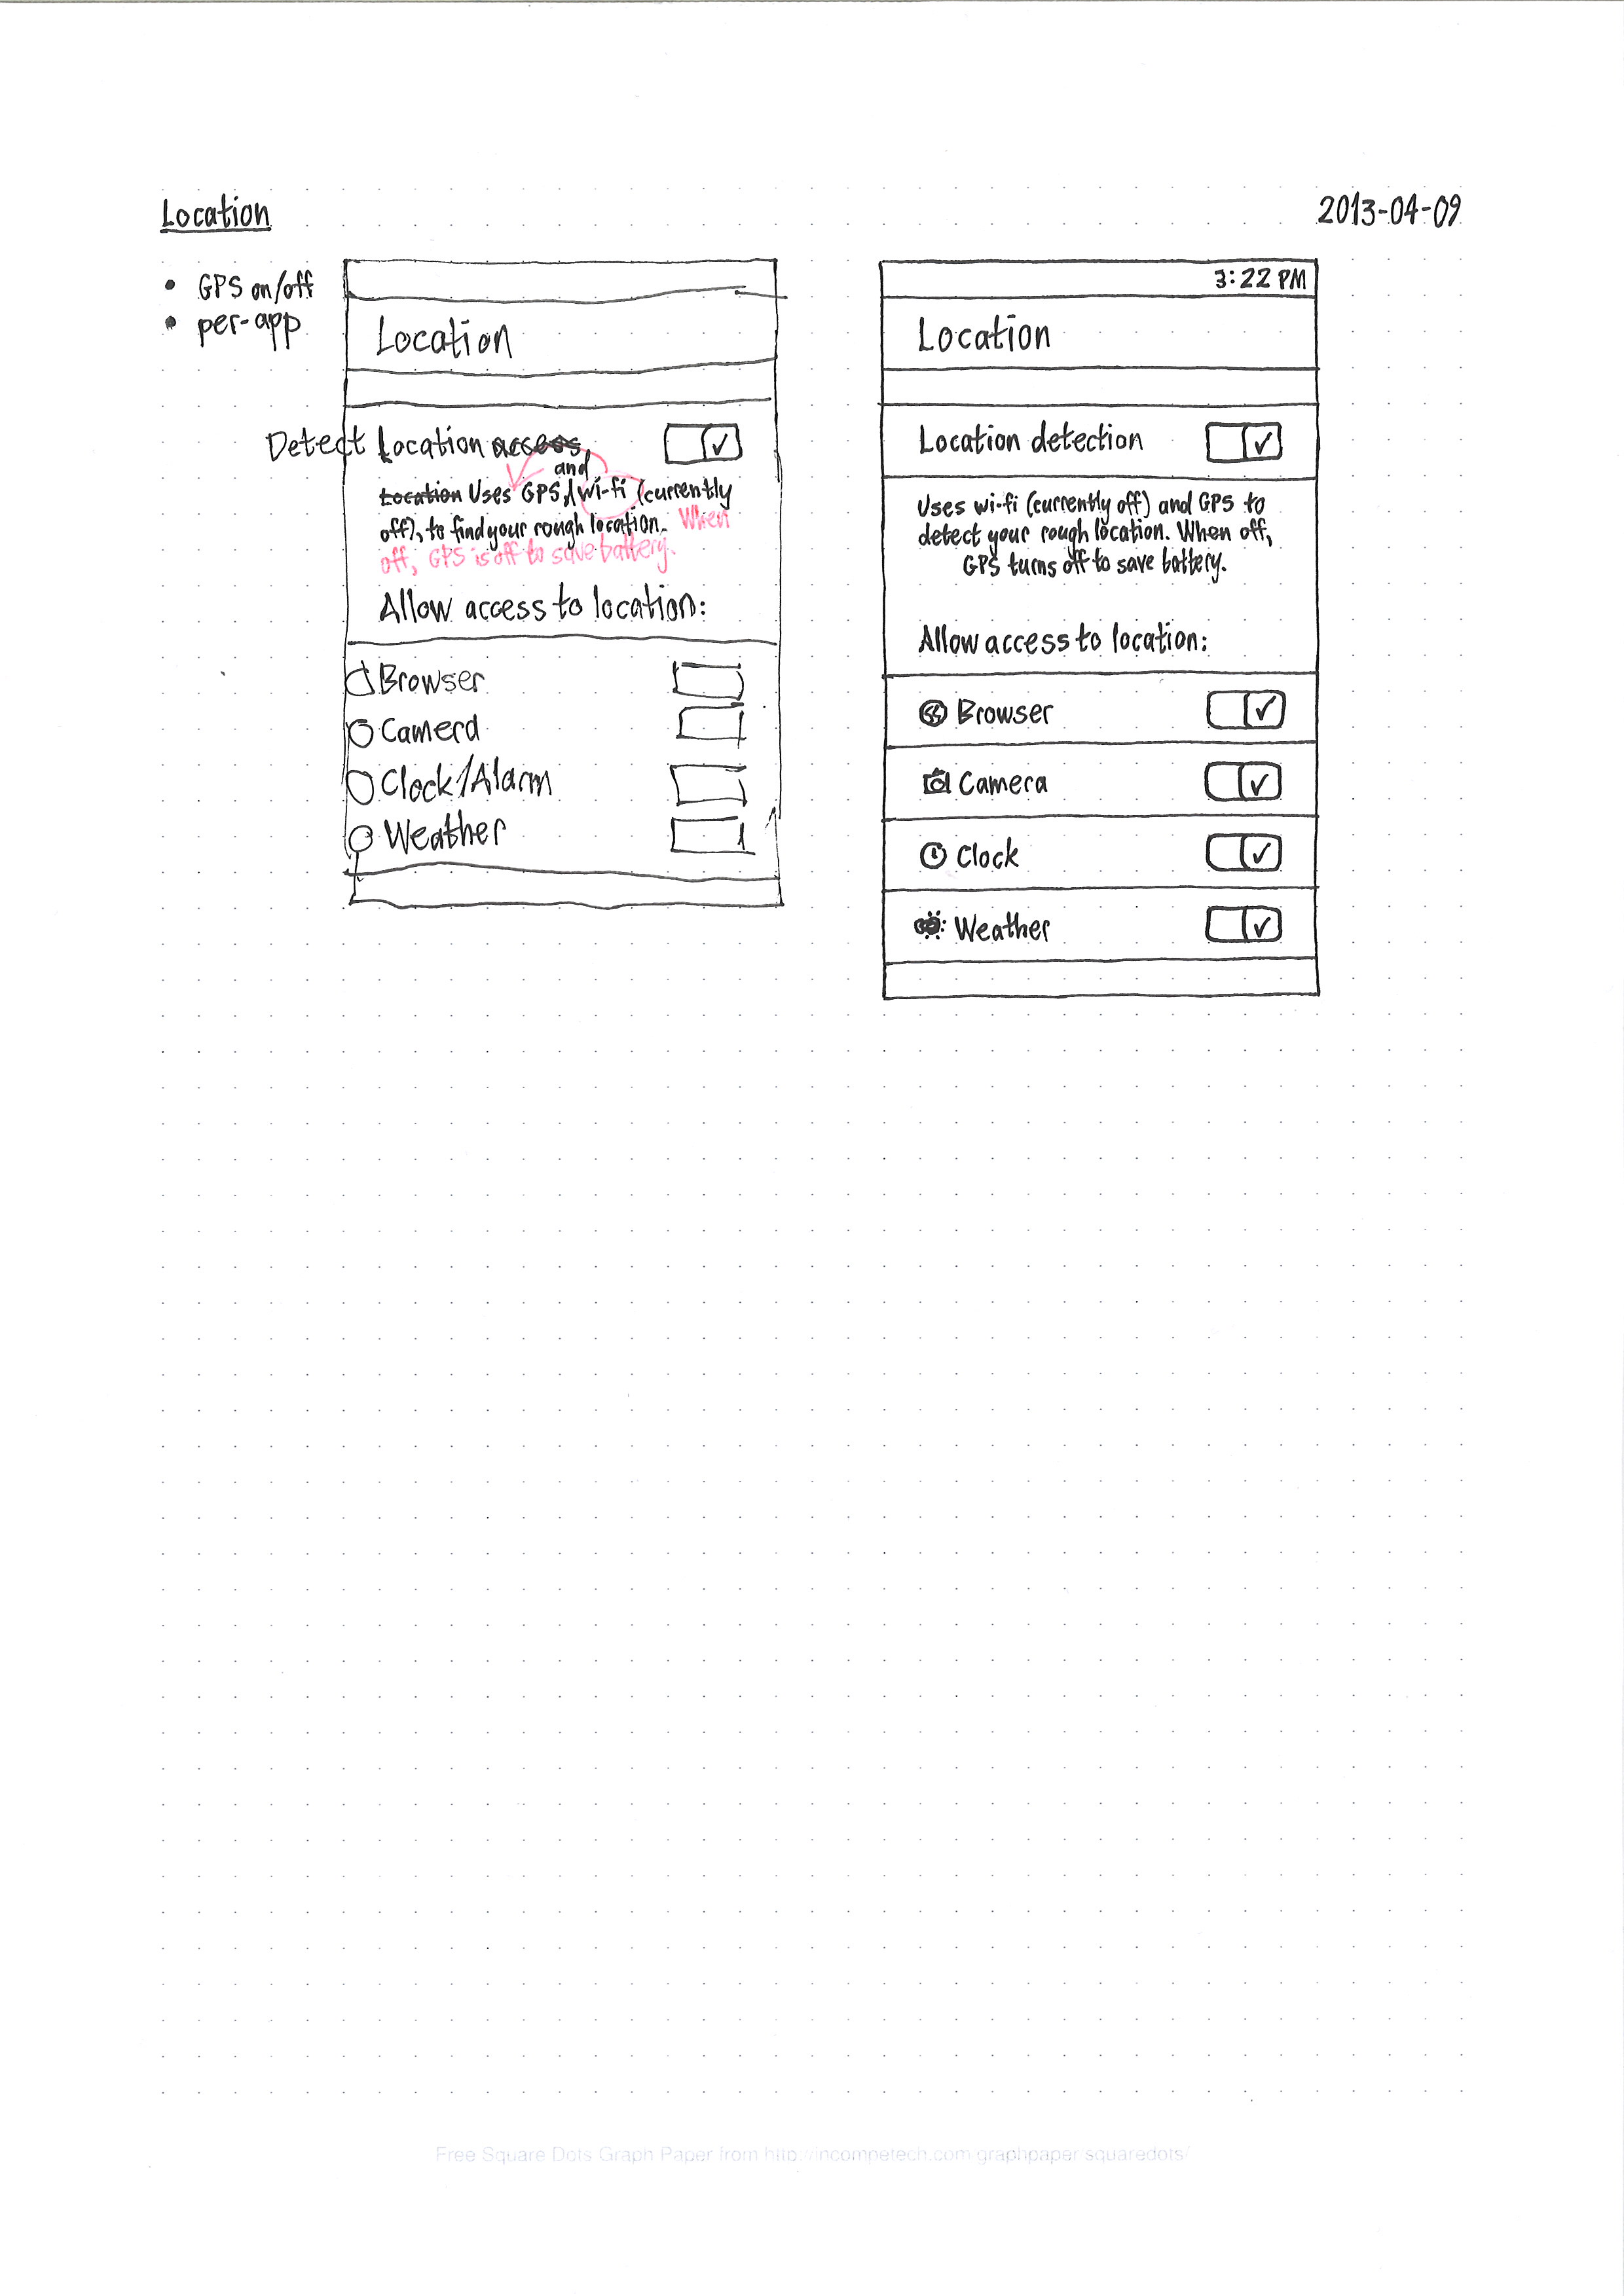 Location
2013-04-09
• GPS on/off
• per-app
Location
Detect Location access
and
Location Uses GPS, wi-fi (currently
off), to find your rough location. When
off, GPS is off to save battery.
Allow access to location:
Browser
Camera
Clock/Alarm
Weather
3:22 PM
Location
Location detection
Uses wi-fi (currently off) and GPS to
detect your rough location. When off,
GPS turns off to save battery.
Allow access to location:
Browser
Camera
Clock
Weather
Free Square Dots Graph Paper from http://incompetech.com/graphpaper/squaredots/